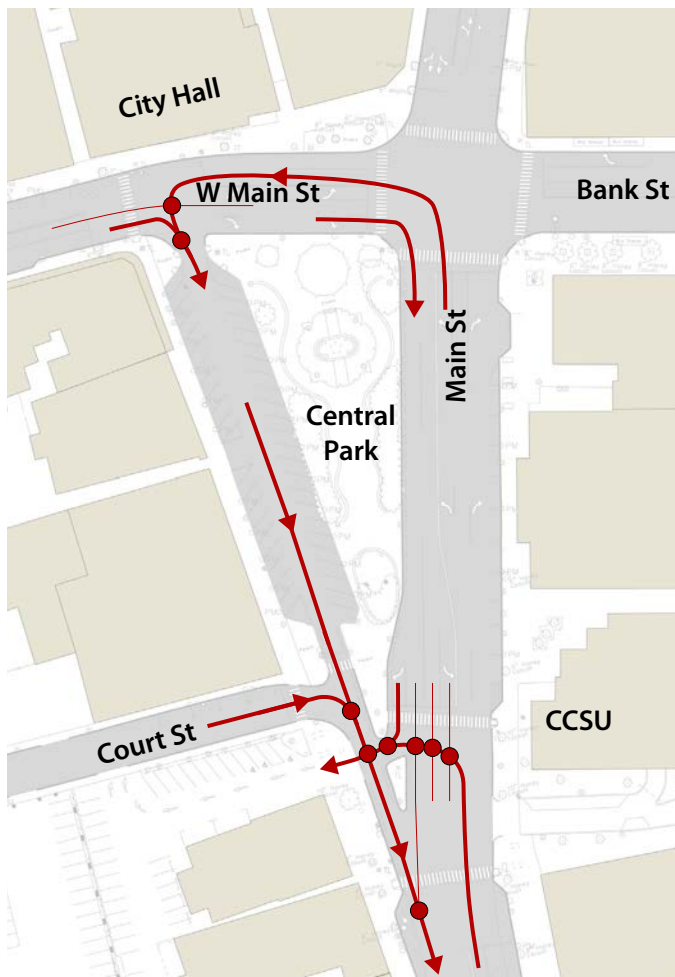 City Hall
W Main St
Bank St
Main St
Central
Park
Court St
CCSU